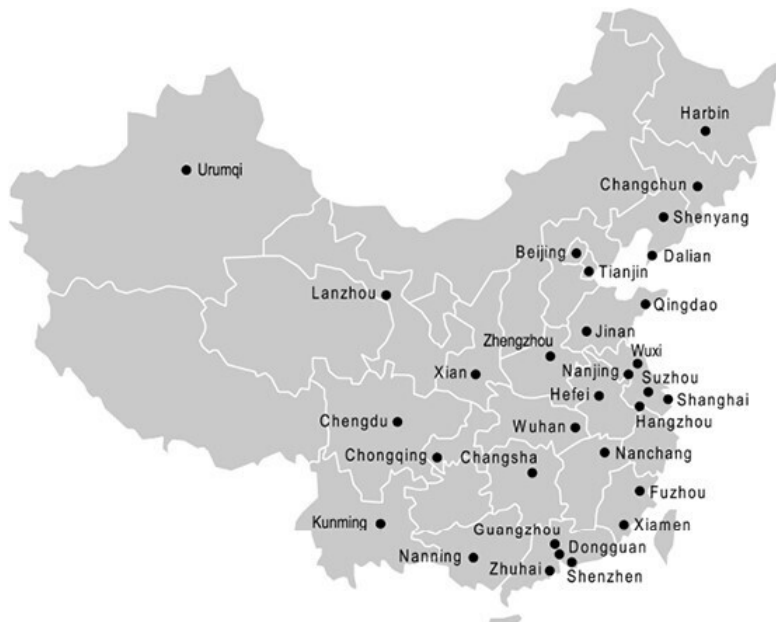 Harbin
Urumqi
Changchun
Shenyang
Beijing
Dalian
Tianjin
Lanzhou
Qingdao
Jinan
Zhengzhou
Wuxi
Xian
Nanjing
Suzhou
Hefei
Shanghai
Hangzhou
Chengdu
Wuhan
Chongqing
Changsha
Nanchang
Fuzhou
Kunming
Xiamen
Guangzhou
Dongguan
Nanning
Zhuhai
Shenzhen